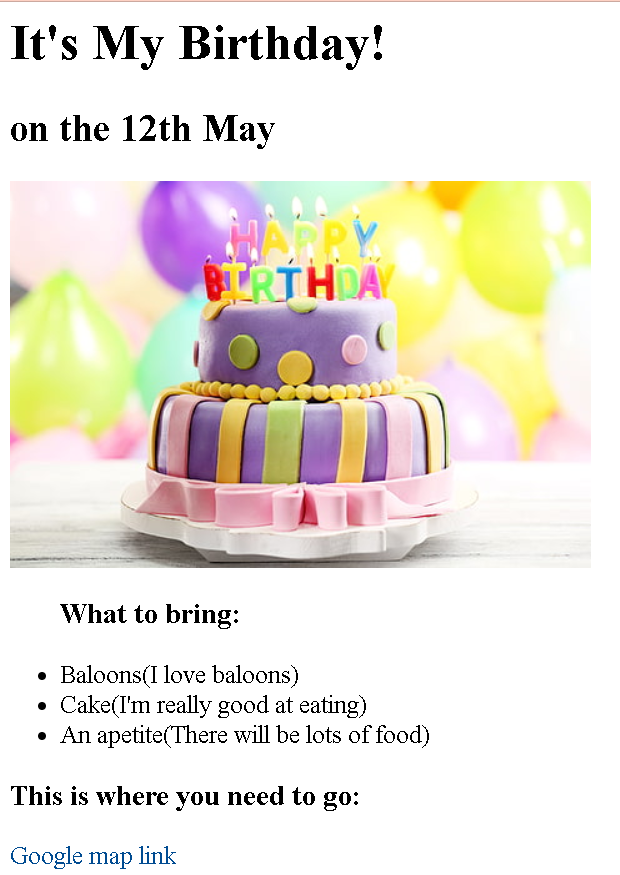 It's My Birthday!
on the 12th May
HAPPY
BIRTHDAY
What to bring:
Baloons(I love baloons)
Cake(I'm really good at eating)
An apetite(There will be lots of food)
This is where you need to go:
Google map link